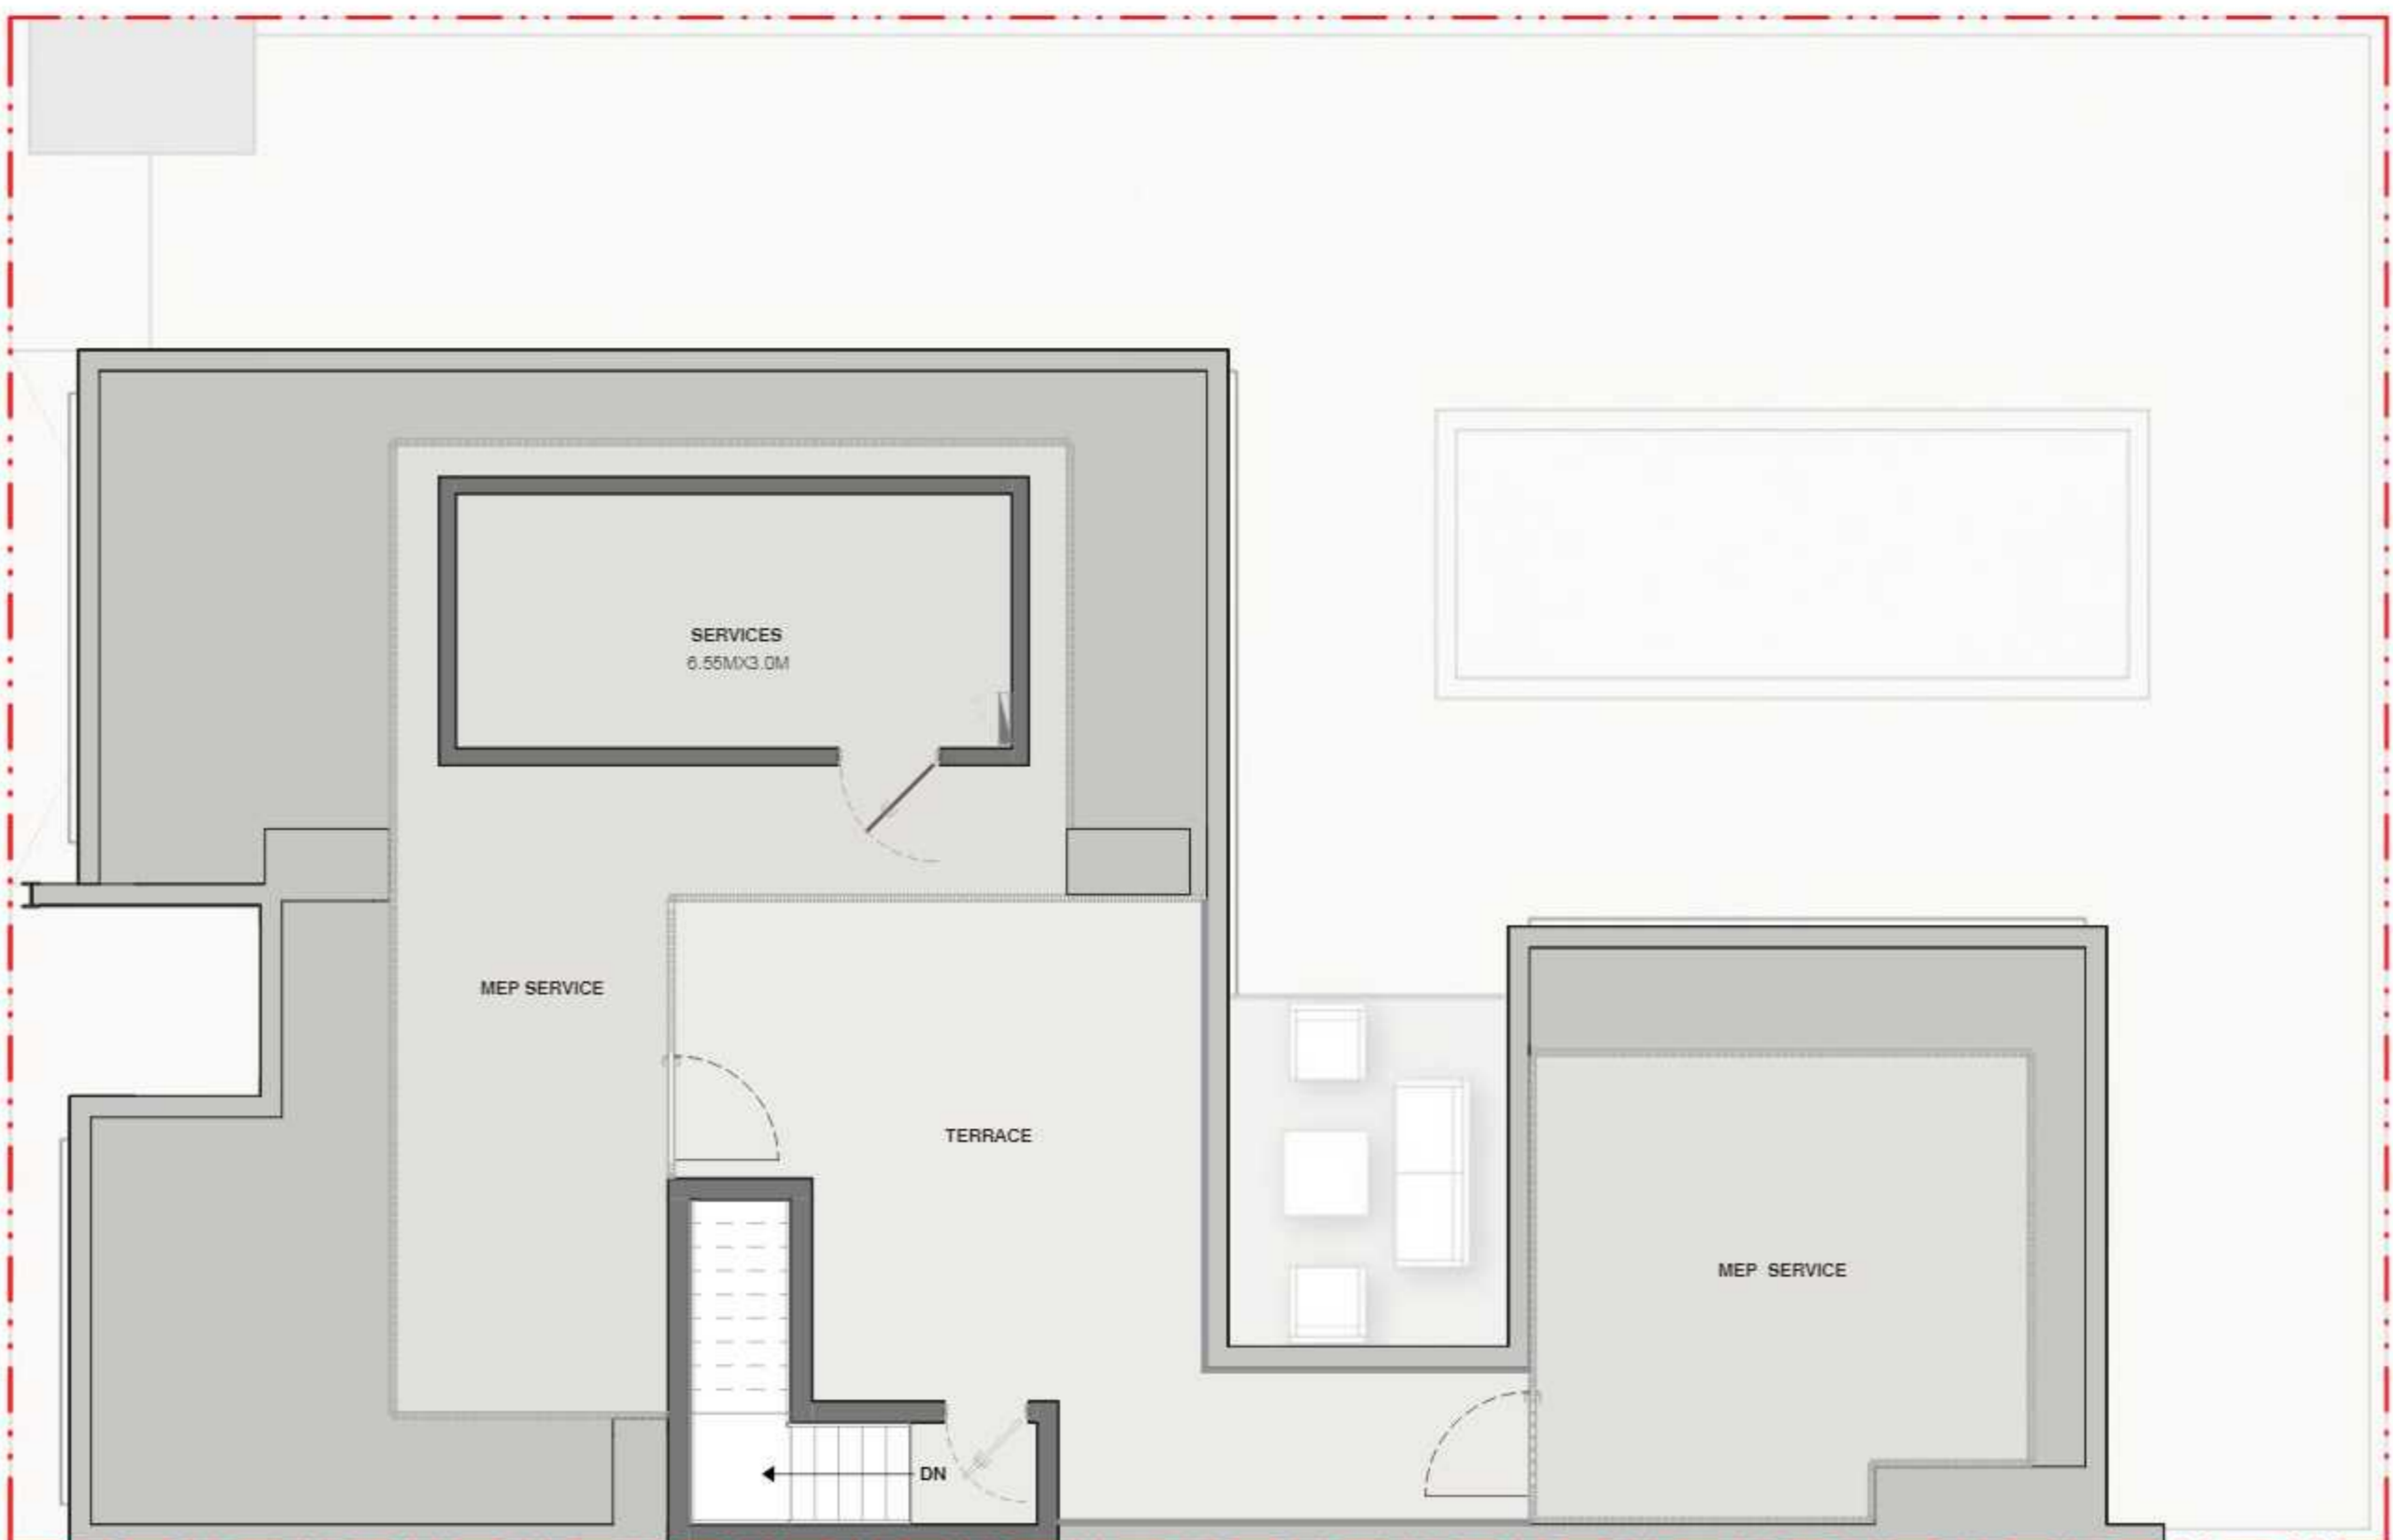 SERVICES
6.55MX3.0M
MEP SERVICE
TERRACE
MEP SERVICE
DN